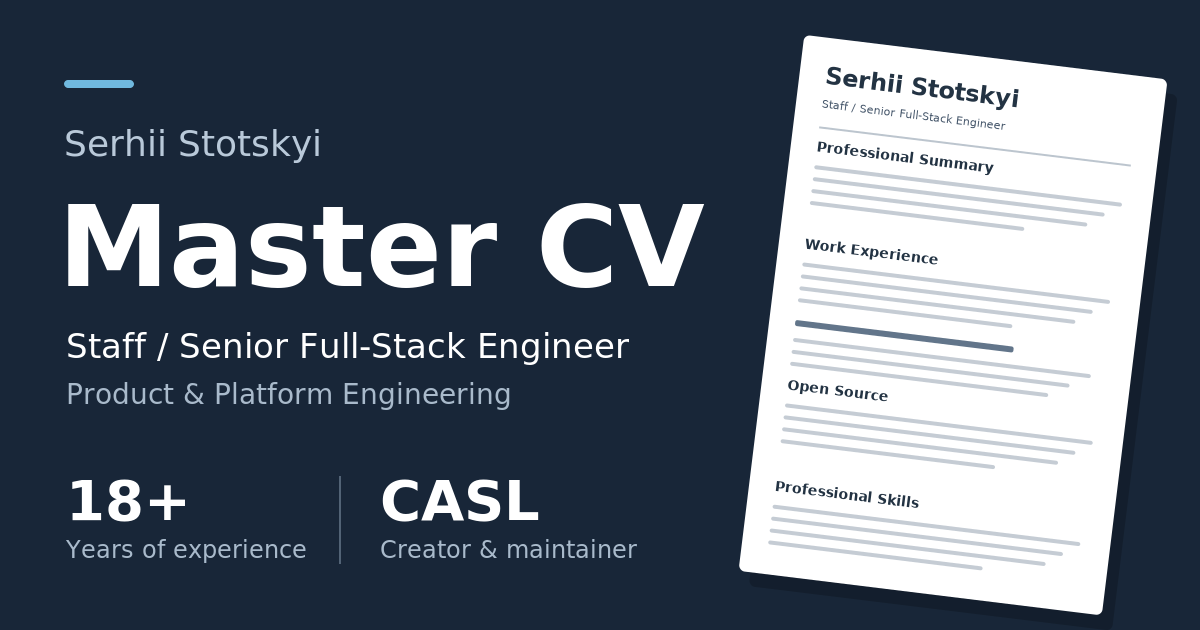 Serhii Stotskyi
Master CV
Staff / Senior Full-Stack Engineer
Product & Platform Engineering
18+
Years of experience
CASL
Creator & maintainer
Serhii Stotskyi
Staff / Senior Full-Stack Engineer
Professional Summary
Work Experience
Open Source
Professional Skills